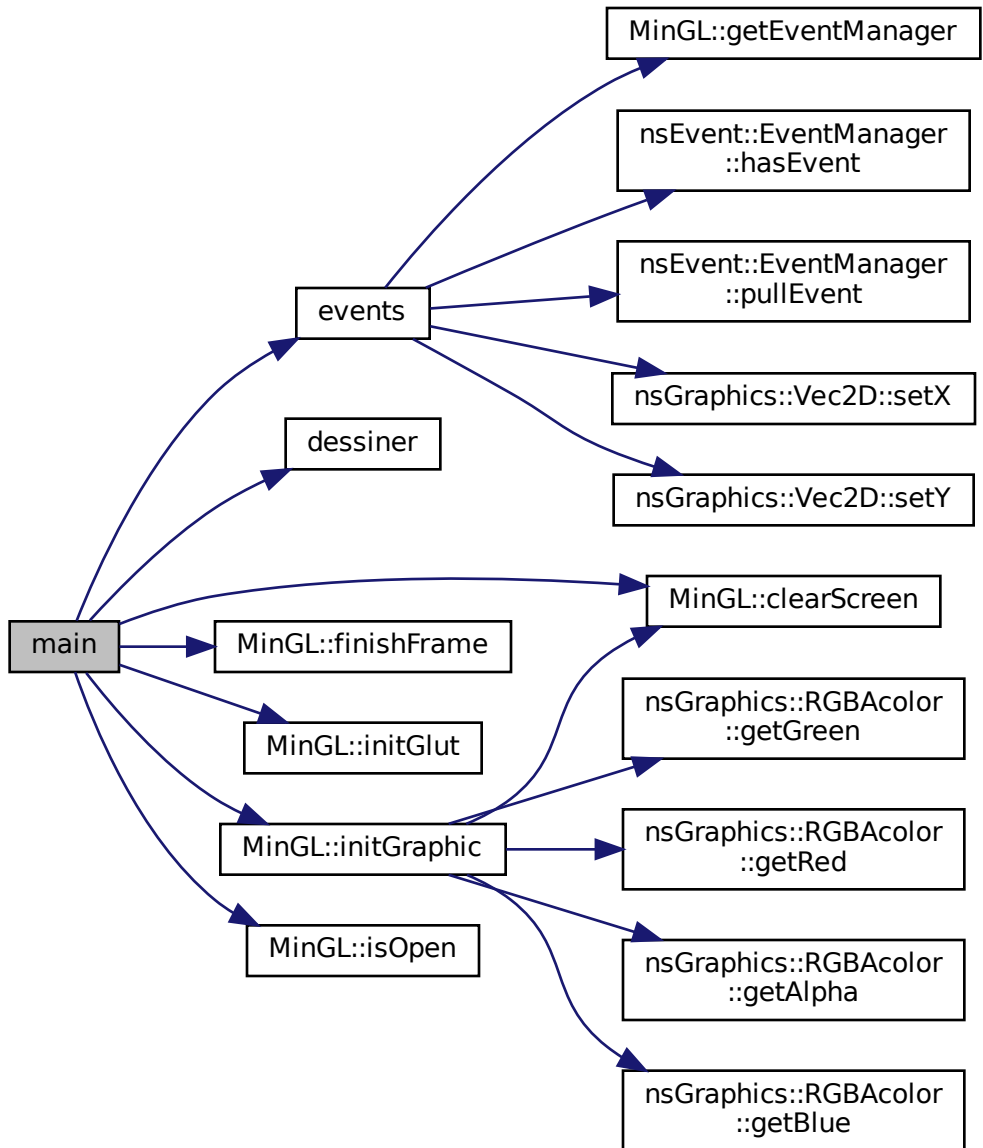 MinGL::getEventManager
nsEvent::EventManager
::hasEvent
nsEvent::EventManager
::pullEvent
events
nsGraphics::Vec2D::setX
dessiner
nsGraphics::Vec2D::setY
MinGL::clearScreen
main
MinGL::finishFrame
nsGraphics::RGBAcolor
::getGreen
MinGL::initGlut
nsGraphics::RGBAcolor
::getRed
MinGL::initGraphic
MinGL::isOpen
nsGraphics::RGBAcolor
::getAlpha
nsGraphics::RGBAcolor
::getBlue